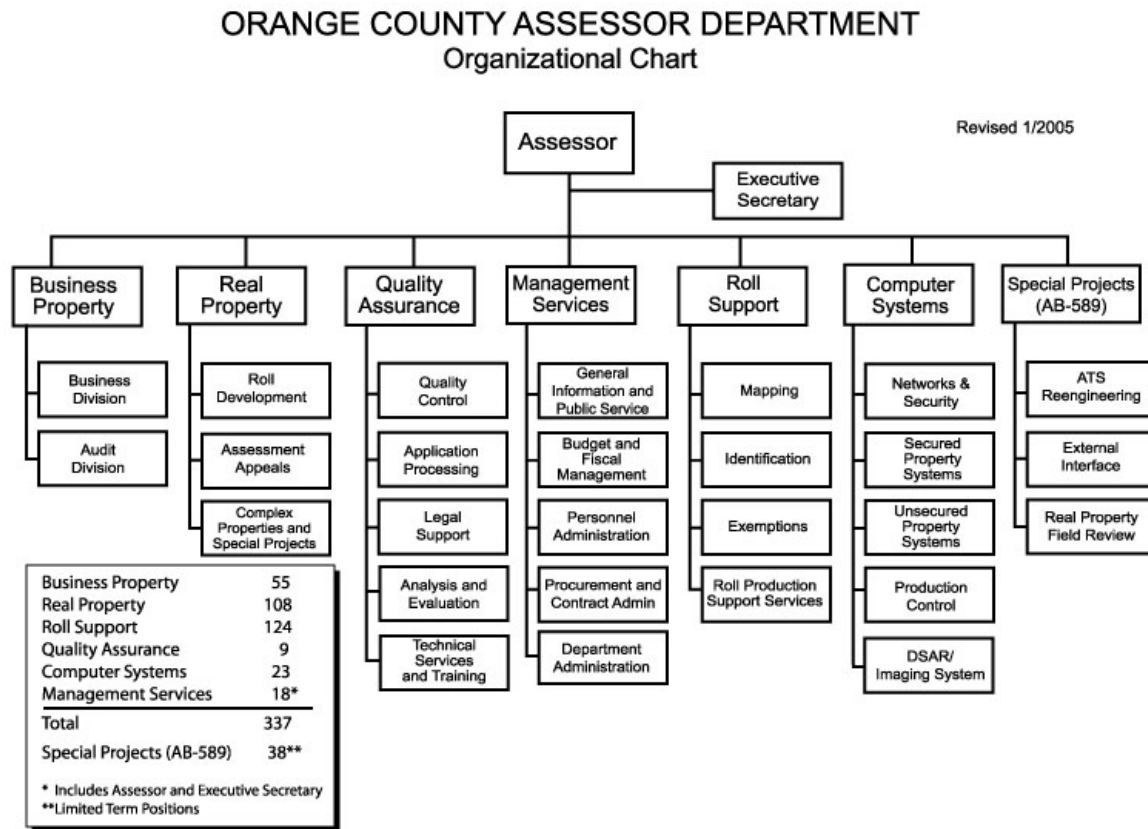 ORANGE COUNTY ASSESSOR DEPARTMENT
Organizational Chart
Revised 1/2005
Assessor
Executive
Secretary
Business
Property
Real
Property
Quality
Assurance
Management
Services
Roll
Support
Computer
Systems
Special Projects
(AB-589)
Business
Division
Audit
Division
Roll
Development
Assessment
Appeals
Complex
Properties and
Special Projects
Quality
Control
Application
Processing
Legal
Support
Analysis and
Evaluation
Technical
Services
and Training
General
Information and
Public Service
Budget and
Fiscal
Management
Personnel
Administration
Procurement and
Contract Admin
Department
Administration
Mapping
Identification
Exemptions
Roll Production
Support Services
Networks &
Security
Secured
Property
Systems
Unsecured
Property
Systems
Production
Control
DSAR/
Imaging System
ATS
Reengineering
External
Interface
Real Property
Field Review
Business Property 55
Real Property 108
Roll Support 124
Quality Assurance 9
Computer Systems 23
Management Services 18*
Total 337
Special Projects (AB-589) 38**
* Includes Assessor and Executive Secretary
**Limited Term Positions